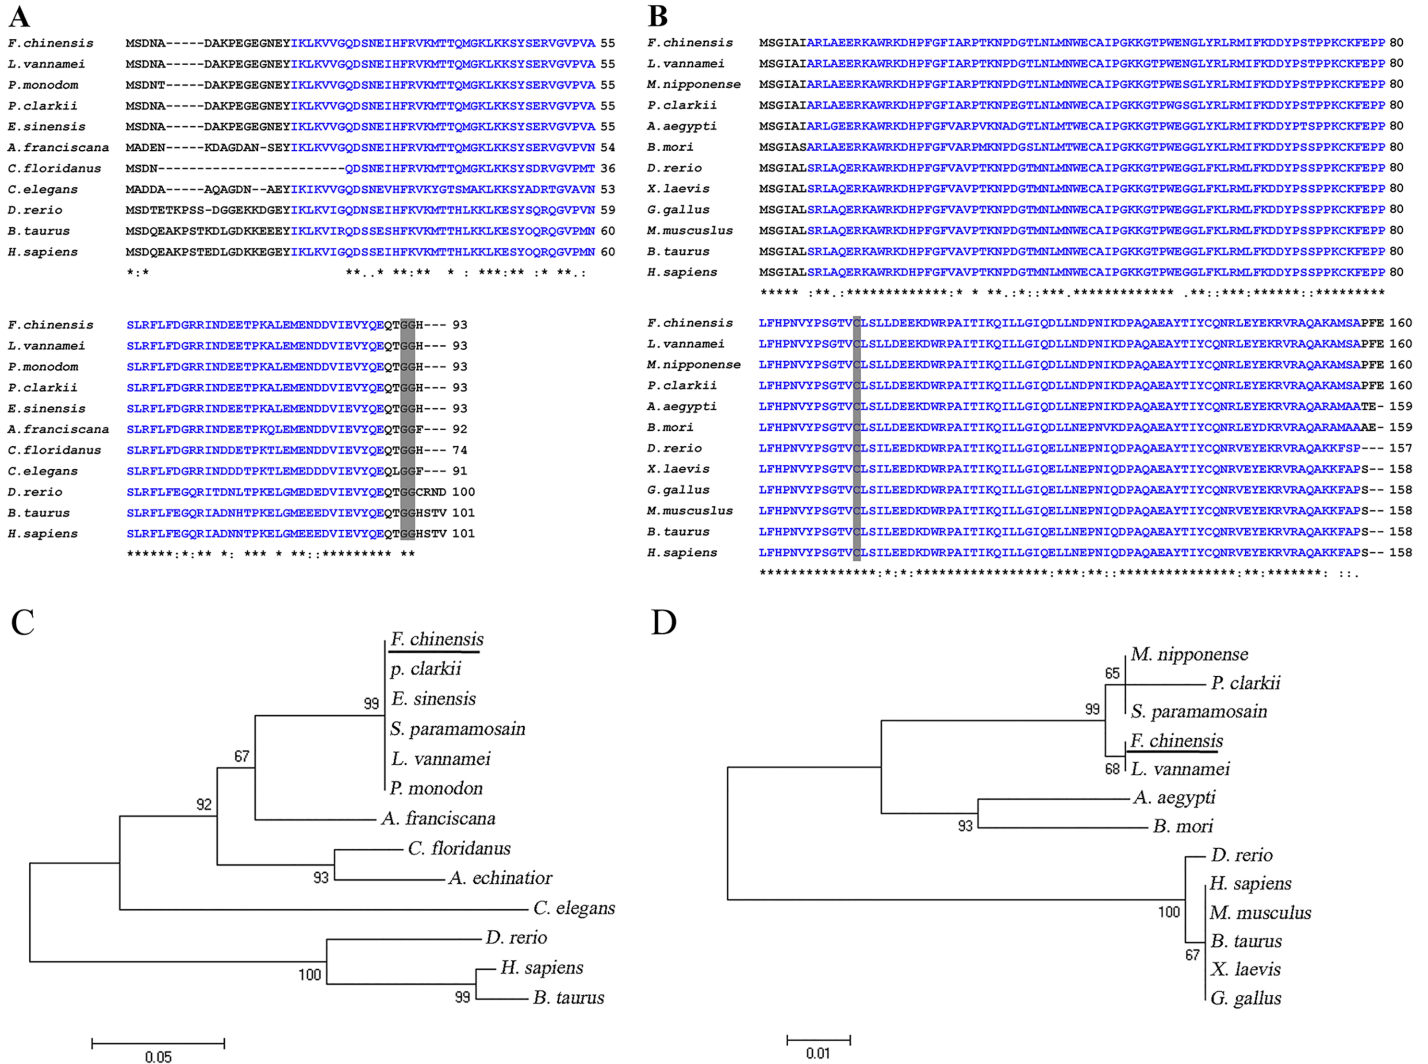 A
F.chinensis MSDNA-----DAKPEGEGNEYIKLKVVGQDSNEIHFRVKMTTQMGKLKKSYSERVGVPVA 55
L.vannamei MSDNA-----DAKPEGEGNEYIKLKVVGQDSNEIHFRVKMTTQMGKLKKSYSERVGVPVA 55
P.monodom MSDNT-----DAKPEGEGNEYIKLKVVGQDSNEIHFRVKMTTQMGKLKKSYSERVGVPVA 55
P.clarkii MSDNA-----DAKPEGEGNEYIKLKVVGQDSNEIHFRVKMTTQMGKLKKSYSERVGVPVA 55
E.sinensis MSDNA-----DAKPEGEGNEYIKLKVVGQDSNEIHFRVKMTTQMGKLKKSYSERVGVPVA 55
A.franciscana MADEN-----KDAGDAN-SEYIKLKVVGQDSNEIHFRVKMTTQMGKLKKSYSERVGVPVN 54
C.floridanus MSDN------------------------QDSNEIHFRVKMTTQMGKLKKSYSERVGVPMT 36
C.elegans MADDA-----AQAGDN--AEYIKIKVVGQDSNEVHFRVKYGTSMAKLKKSYADRTGVAVN 53
D.rerio MSDTETKPSS-DGGEKKDGEYIKLKVIGQDSSEIHFKVKMTTHLKKLKESYSQRQGVPVN 59
B.taurus MSDQEAKPSTEDLGDKKEEEYIKLKVIRQDSSEIHFKVKMTTHLKKLKESYCQRQGVPMN 60
H.sapiens MSDQEAKPSTEDLGDKKEGEYIKLKVIGQDSSEIHFKVKMTTHLKKLKESYCQRQGVPMN 60
*:* **..* **:** * : ***:** :* **.:
F.chinensis SLRFLFDGRRINDEETPKALEMENDDVIEVYQEQTGGH--- 93
L.vannamei SLRFLFDGRRINDEETPKALEMENDDVIEVYQEQTGGH--- 93
P.monodom SLRFLFDGRRINDEETPKALEMENDDVIEVYQEQTGGH--- 93
P.clarkii SLRFLFDGRRINDEETPKALEMENDDVIEVYQEQTGGH--- 93
E.sinensis SLRFLFDGRRINDEETPKALEMENDDVIEVYQEQTGGH--- 93
A.franciscana SLRFLFDGRRINDEETPKQLEMENDDVIEVYQEQTGGF--- 92
C.floridanus SLRFLFDGRRINDDETPKTLEMENDDVIEVYQEQTGGH--- 74
C.elegans SLRFLFDGRRINDDDTPKTLEMEDDDVIEVYQEQLGGF--- 91
D.rerio SLRFLFEGQRITDNLTPKELGMEDEDVIEVYQEQTGGCRND 100
B.taurus SLRFLFEGQRIADNHTPKELGMEEEDVIEVYQEQTGGHSTV 101
H.sapiens SLRFLFEGQRIADNNTPKELGMEEEDVIEVYQEQTGGHSTV 101
******:*:** *: *** * **::********** **
B
F.chinensis MSGIAIARLAEERKAWRKDHPFGFIARPTKNPDGTLNLMNWECAIPGKKGTPWENGLYRLRMIFKDDYPSTPPKCKFEPP 80
L.vannamei MSGIAIARLAEERKAWRKDHPFGFIARPTKNPDGTLNLMNWECAIPGKKGTPWENGLYRLRMIFKDDYPSTPPKCKFEPP 80
M.nipponense MSGIAIARLAEERKAWRKDHPFGFIARPTKNPDGTLNLMNWECAIPGKKGTPWEGGLYRLRMIFKDDYPSTPPKCKFEPP 80
P.clarkii MSGIAIARLAEERKAWRKDHPFGFIARPTKNPEGTLNLMNWECAIPGKKGTPWGSGLYRLRMIFKDDYPSTPPKCKFEPP 80
A.aegypti MSGIAIARLGEERKAWRKDHPFGFVARPVKNADGTLNLMTWECAIPGKKGTPWEGGLYKLRMIFKDDYPTSPPKCKFEPP 80
B.mori MSGIASARLAEERKAWRKDHPFGFVARPMKNPDGSLNLMTWECAIPGKKGTPWEGGLYKLRMIFKDDYPSSPPKCKFEPP 80
D.rerio MSGIALSRLAQERKAWRKDHPFGFVAVPTKNPDGTMNLMNWECAIPGKKGTPWEGGLFKLRMLFKDDYPSSPPKCKFEPP 80
X.laevis MSGIALSRLAQERKAWRKDHPFGFVAVPTKNPDGTMNLMNWECAIPGKKGTPWEGGLFKLRMLFKDDYPSSPPKCKFEPP 80
G.gallus MSGIALSRLAQERKAWRKDHPFGFVAVPTKNPDGTMNLMNWECAIPGKKGTPWEGGLFKLRMLFKDDYPSSPPKCKFEPP 80
M.muscuslus MSGIALSRLAQERKAWRKDHPFGFVAVPTKNPDGTMNLMNWECAIPGKKGTPWEGGLFKLRMLFKDDYPSSPPKCKFEPP 80
B.taurus MSGIALSRLAQERKAWRKDHPFGFVAVPTKNPDGTMNLMNWECAIPGKKGTPWEGGLFKLRMLFKDDYPSSPPKCKFEPP 80
H.sapiens MSGIALSRLAQERKAWRKDHPFGFVAVPTKNPDGTMNLMNWECAIPGKKGTPWEGGLFKLRMLFKDDYPSSPPKCKFEPP 80
***** :**.:*************:* * **.:*::***.************* .**::***:******::*********
F.chinensis LFHPNVYPSGTVCLSLLDEEKDWRPAITIKQILLGIQDLLNDPNIKDPAQAEAYTIYCQNRLEYEKRVRAQAKAMSAPFE 160
L.vannamei LFHPNVYPSGTVCLSLLDEEKDWRPAITIKQILLGIQDLLNDPNIKDPAQAEAYTIYCQNRLEYEKRVRAQAKAMSAPFE 160
M.nipponense LFHPNVYPSGTVCLSLLDEEKDWRPAITIKQILLGIQDLLNDPNIKDPAQAEAYTIYCQNRLEYEKRVRAQAKAMSAPFE 160
P.clarkii LFHPNVYPSGTVCLSLLDEEKDWRPAITIKQILLGIQDLLNDPNIKDPAQAEAYTIYCQNRLEYEKRVRAQAKAMSAPFE 160
A.aegypti LFHPNVYPSGTVCLSLLDEEKDWRPAITIKQILLGIQDLLNEPNIKDPAQAEAYTIYCQNRLEYEKRVRAQARAMAATE- 159
B.mori LFHPNVYPSGTVCLSLLDEEKDWRPAITIKQILLGIQDLLNEPNVKDPAQAEAYTIYCQNRLEYDKRVRAQARAMAAAE- 159
D.rerio LFHPNVYPSGTVCLSILEEDKDWRPAITIKQILLGIQELLNEPNIQDPAQAEAYTIYCQNRVEYEKRVRAQAKKFSP--- 157
X.laevis LFHPNVYPSGTVCLSILEEDKDWRPAITIKQILLGIQELLNEPNIQDPAQAEAYTIYCQNRVEYEKRVRAQAKKFAPS-- 158
G.gallus LFHPNVYPSGTVCLSILEEDKDWRPAITIKQILLGIQELLNEPNIQDPAQAEAYTIYCQNRVEYEKRVRAQAKKFAPS-- 158
M.muscuslus LFHPNVYPSGTVCLSILEEDKDWRPAITIKQILLGIQELLNEPNIQDPAQAEAYTIYCQNRVEYEKRVRAQAKKFAPS-- 158
B.taurus LFHPNVYPSGTVCLSILEEDKDWRPAITIKQILLGIQELLNDPNIQDPAQAEAYTIYCQNRVEYEKRVRAQAKKFAPS-- 158
H.sapiens LFHPNVYPSGTVCLSILEEDKDWRPAITIKQILLGIQELLNEPNIQDPAQAEAYTIYCQNRVEYEKRVRAQAKKFAPS-- 158
***************:*:*:*****************:***:**::***************:**:*******: ::.
C
F. chinensis
p. clarkii
E. sinensis
99
S. paramamosain
L. vannamei
67
P. monodon
92
A. franciscana
C. floridanus
93
A. echinatior
C. elegans
D. rerio
100
H. sapiens
99
B. taurus
0.05
D
M. nipponense
65
P. clarkii
99
S. paramamosain
F. chinensis
68
L. vannamei
A. aegypti
93
B. mori
D. rerio
H. sapiens
100
M. musculus
B. taurus
67
X. laevis
G. gallus
0.01